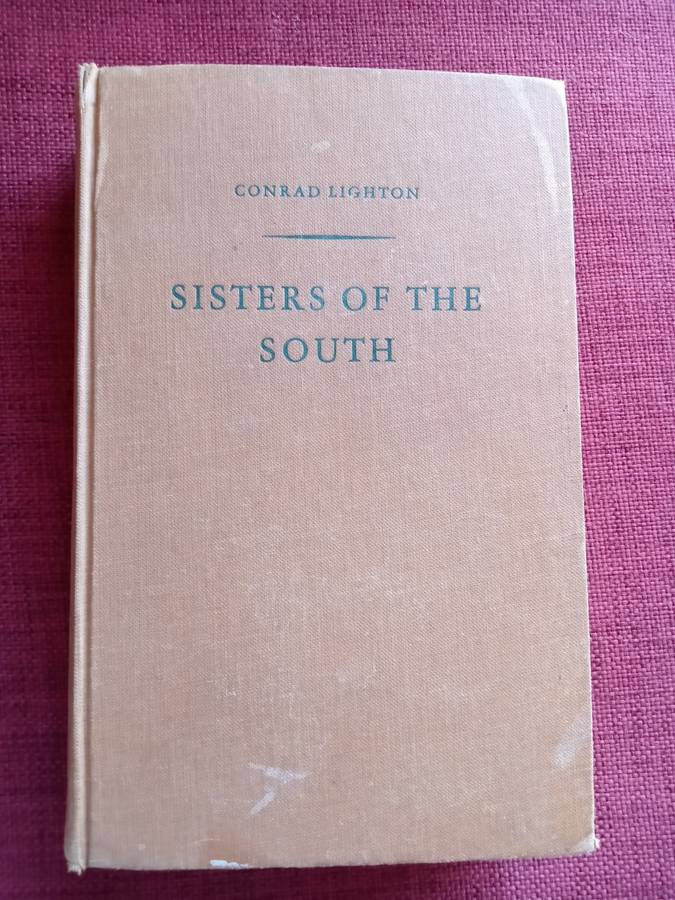 CONRAD LIGHTON
SISTERS OF THE
SOUTH